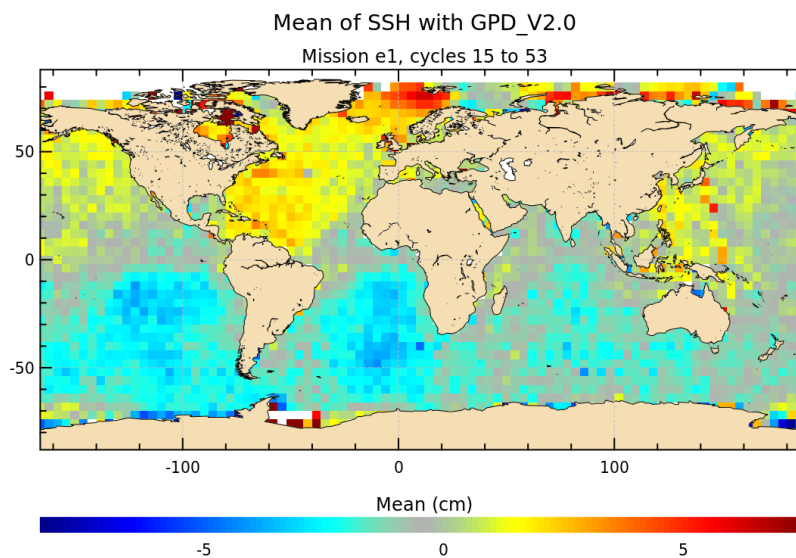 Mean of SSH with GPD_V2.0
Mission e1, cycles 15 to 53
50
0
-50
-100 0 100
Mean (cm)
-5 0 5